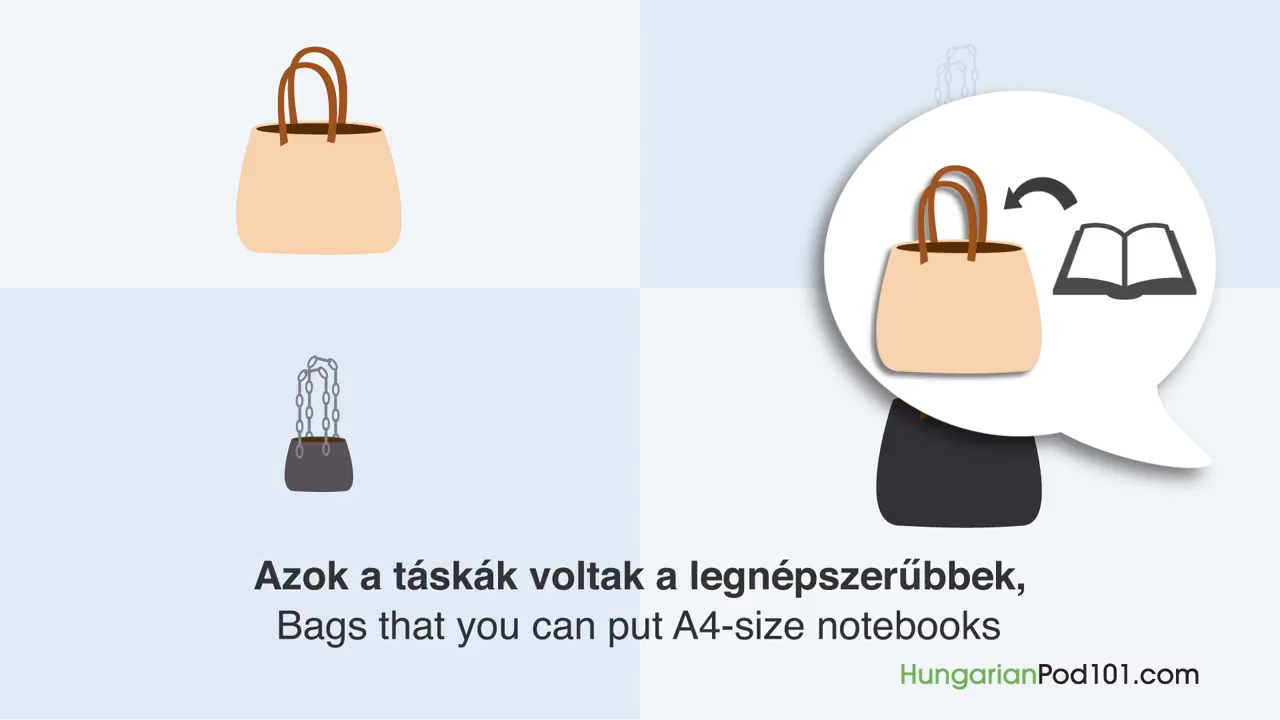 Azok a táskák voltak a legnépszerűbbek,
Bags that you can put A4-size notebooks
HungarianPod101.com